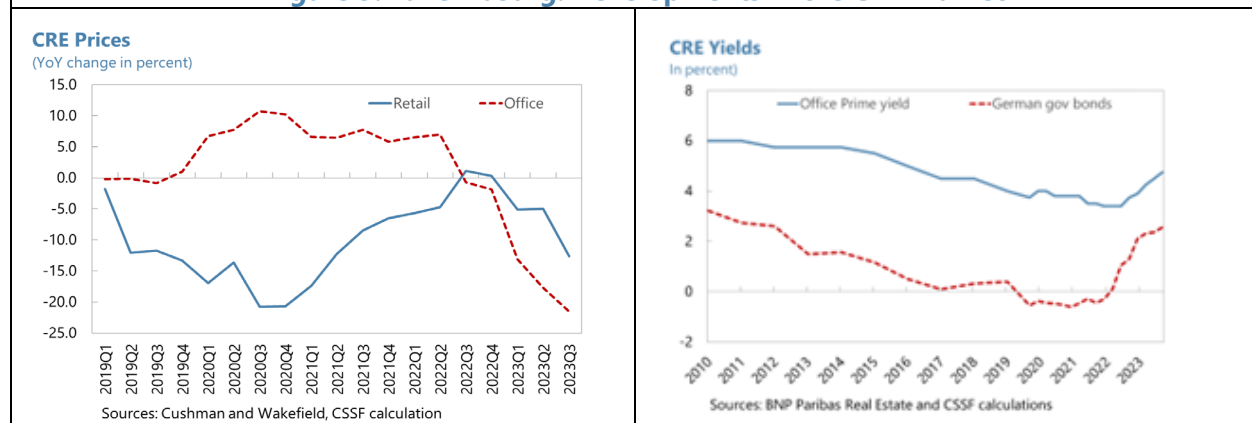 CRE Prices
(YoY change in percent)
15.0
10.0
5.0
0.0
-5.0
-10.0
-15.0
-20.0
-25.0
Retail
Office
2019Q1
2019Q2
2019Q3
2019Q4
2020Q1
2020Q2
2020Q3
2020Q4
2021Q1
2021Q2
2021Q3
2021Q4
2022Q1
2022Q2
2022Q3
2022Q4
2023Q1
2023Q2
2023Q3
Sources: Cushman and Wakefield, CSSF calculation
CRE Yields
In percent)
8
6
4
2
0
-2
Office Prime yield
German gov bonds
2010
2011
2012
2013
2014
2015
2016
2017
2018
2019
2020
2021
2022
2023
Sources: BNP Paribas Real Estate and CSSF calculations